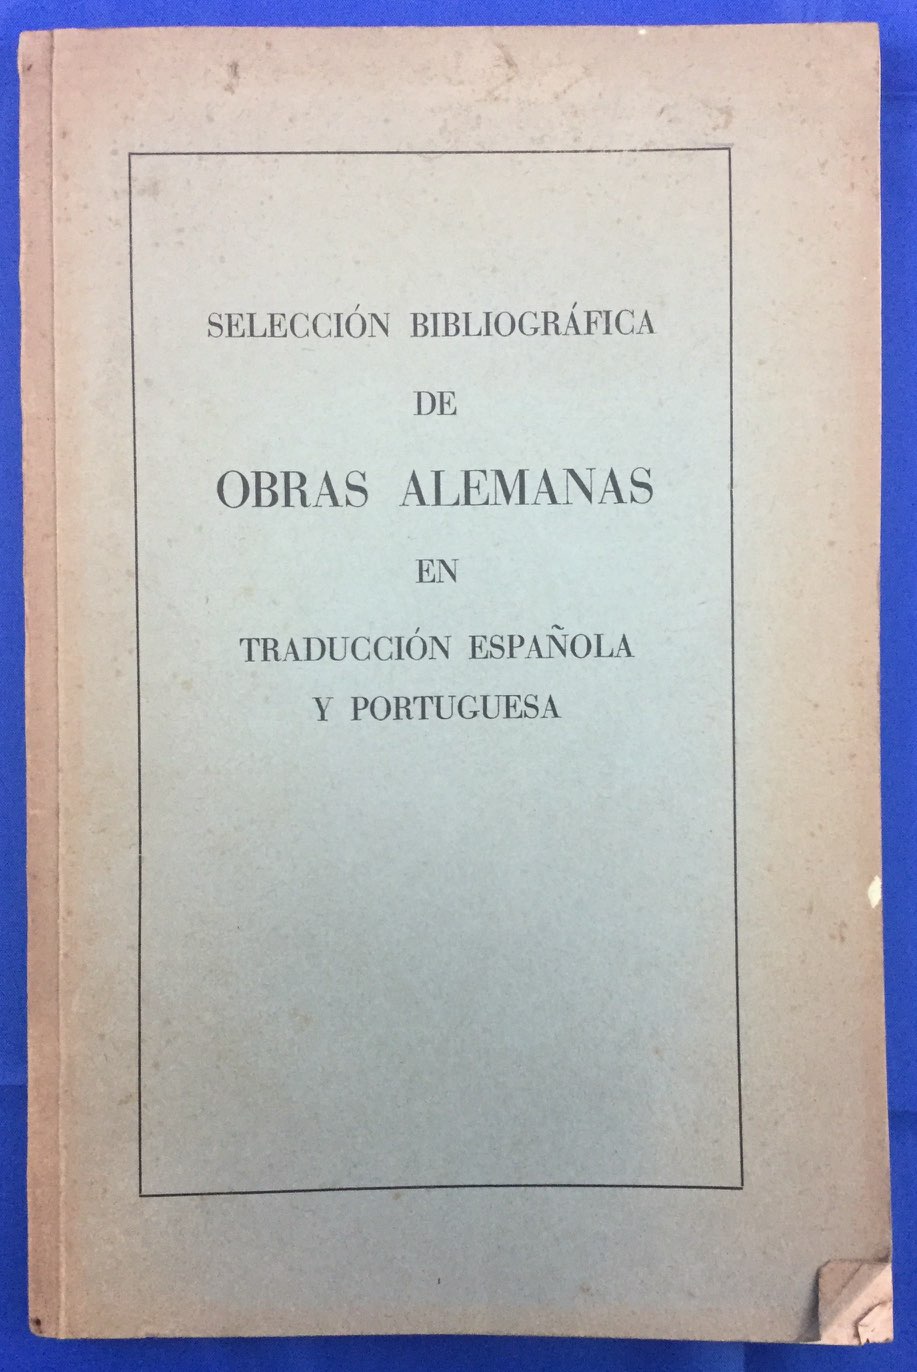 SELECCIÓN BIBLIOGRÁFICA
DE
OBRAS ALEMANAS
EN
TRADUCCIÓN ESPAÑOLA
Y PORTUGUESA